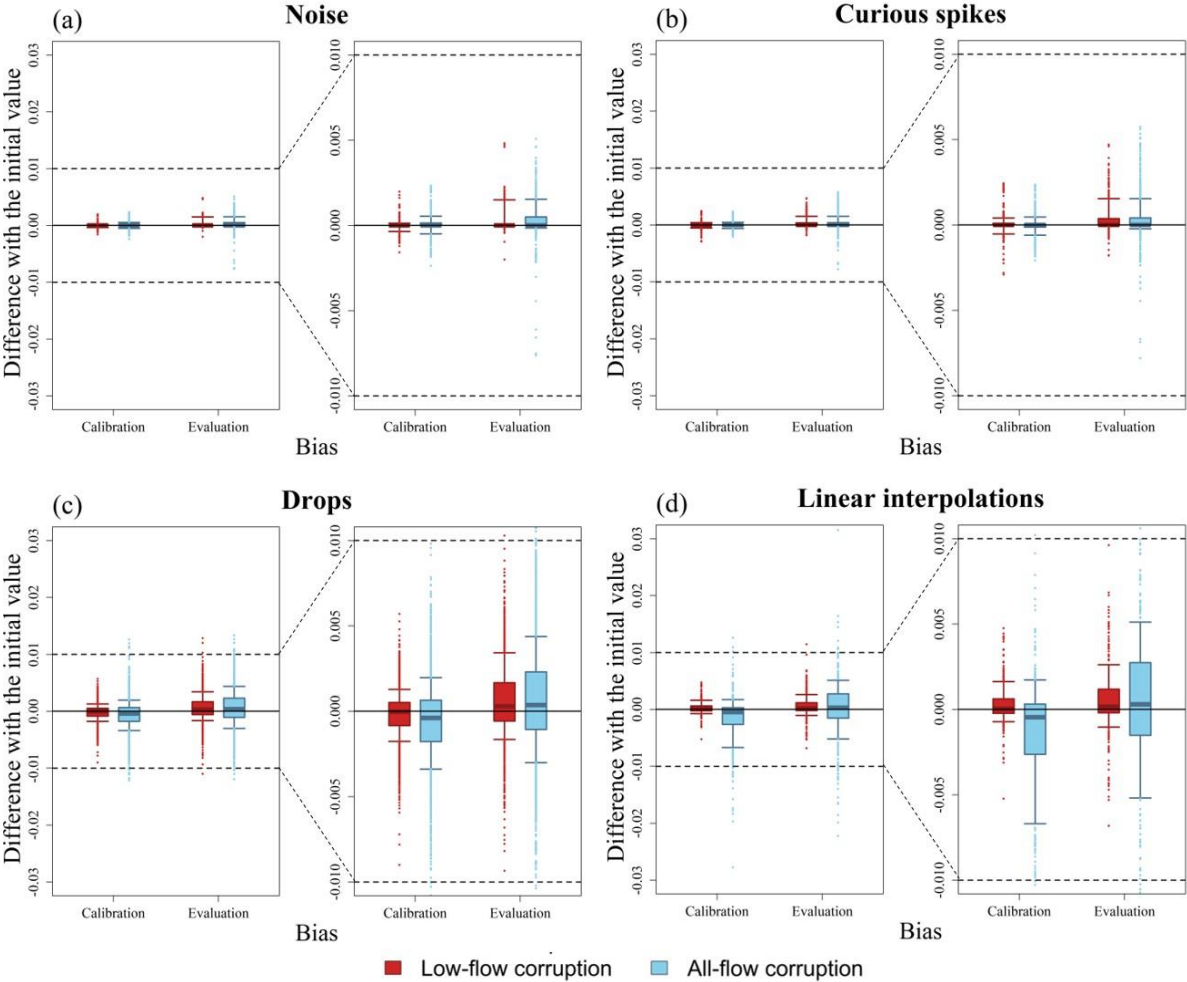 (a) Noise
Difference with the initial value
0.03
0.02
0.01
0.00
-0.01
-0.02
-0.03
Calibration Evaluation
0.010
0.005
0.000
-0.005
-0.010
Calibration Evaluation
Bias
(b) Curious spikes
Difference with the initial value
0.03
0.02
0.01
0.00
-0.01
-0.02
-0.03
Calibration Evaluation
0.010
0.005
0.000
-0.005
-0.010
Calibration Evaluation
Bias
(c) Drops
Difference with the initial value
0.03
0.02
0.01
0.00
-0.01
-0.02
-0.03
Calibration Evaluation
0.010
0.005
0.000
-0.005
-0.010
Calibration Evaluation
Bias
(d) Linear interpolations
Difference with the initial value
0.03
0.02
0.01
0.00
-0.01
-0.02
-0.03
Calibration Evaluation
0.010
0.005
0.000
-0.005
-0.010
Calibration Evaluation
Bias
Low-flow corruption All-flow corruption